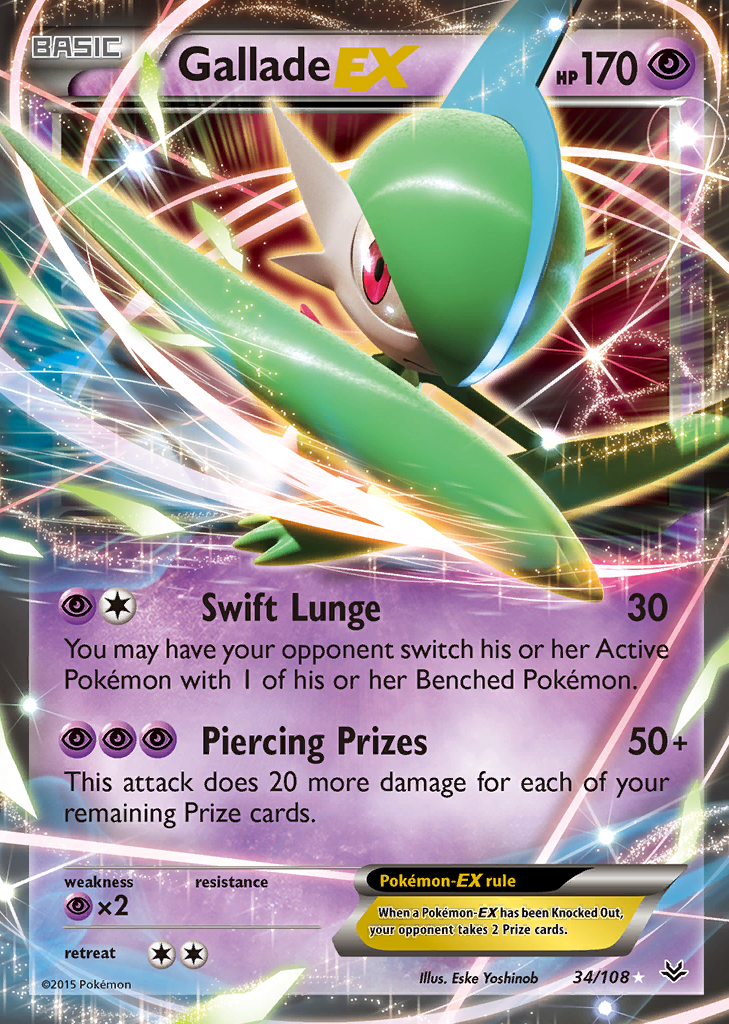 BASIC
Gallade EX
HP 170
Swift Lunge 30
You may have your opponent switch his or her Active
Pokémon with 1 of his or her Benched Pokémon.
Piercing Prizes 50+
This attack does 20 more damage for each of your
remaining Prize cards.
weakness resistance
×2
retreat
Pokémon-EX rule
When a Pokémon-EX has been Knocked Out,
your opponent takes 2 Prize cards.
©2015 Pokémon
Illus. Eske Yoshinob 34/108